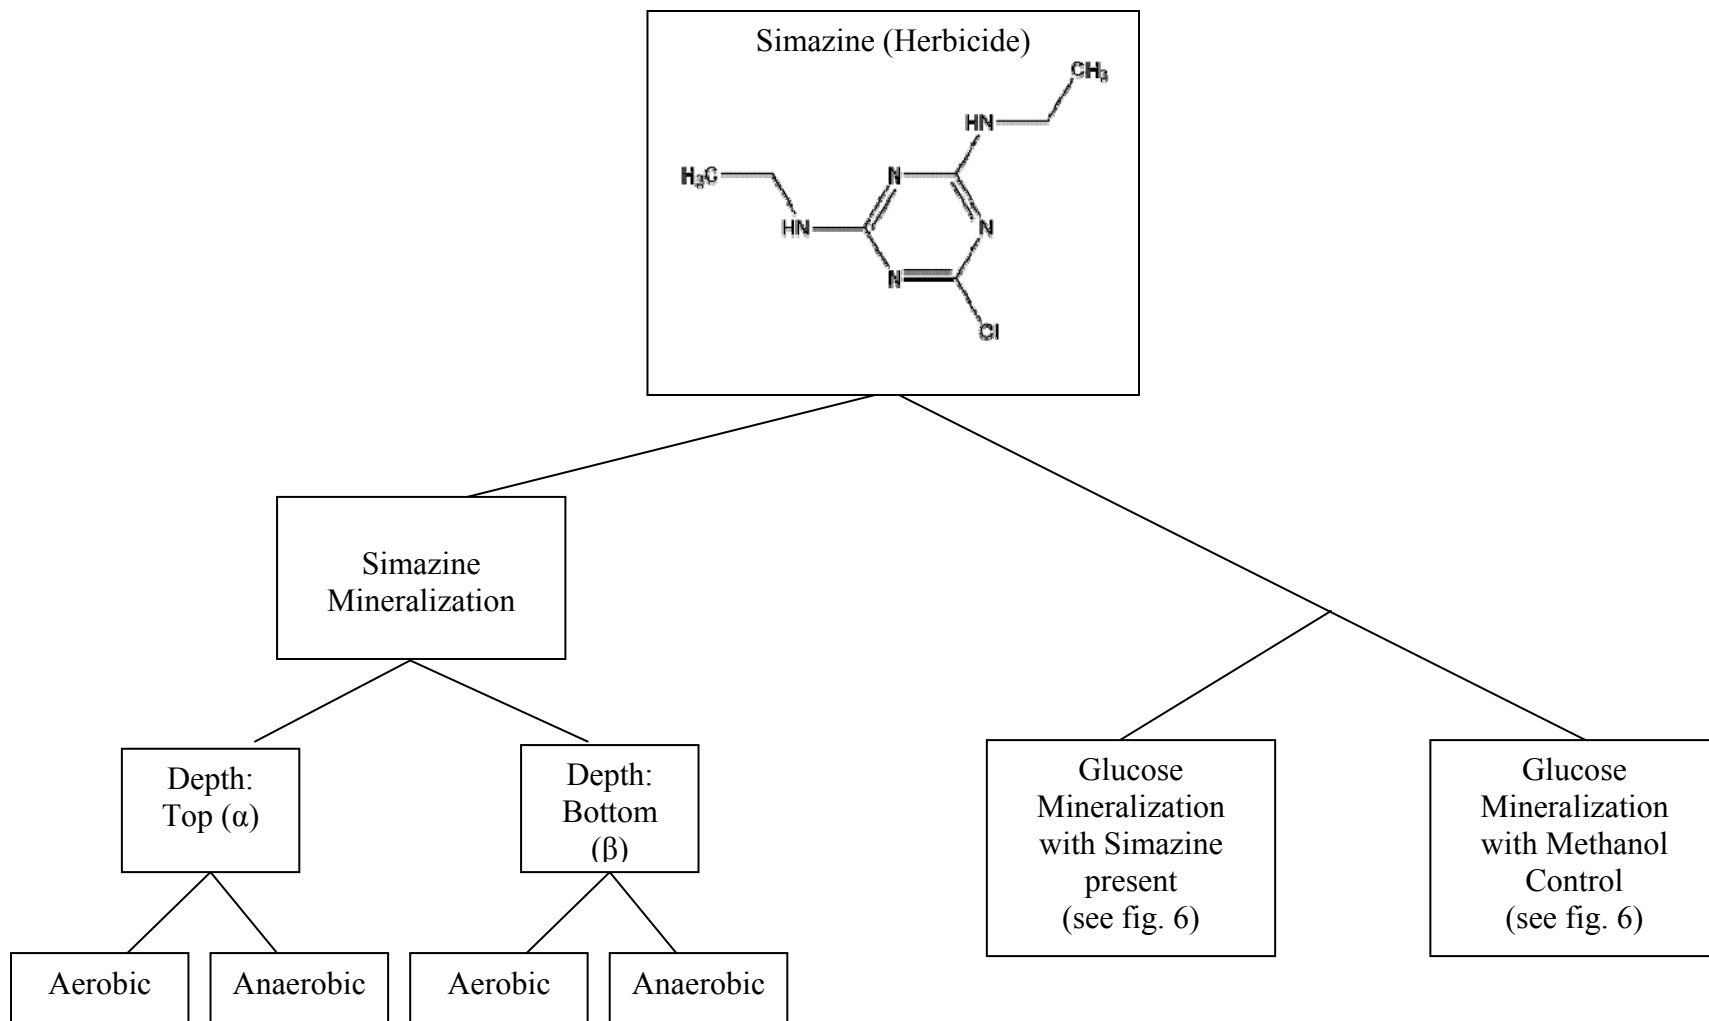 Simazine (Herbicide)
CH3
HN
H3C
N
HN
N
N
Cl
Simazine
Mineralization
Depth:
Top (α)
Depth:
Bottom
(β)
Glucose
Mineralization
with Simazine
present
(see fig. 6)
Glucose
Mineralization
with Methanol
Control
(see fig. 6)
Aerobic
Anaerobic
Aerobic
Anaerobic